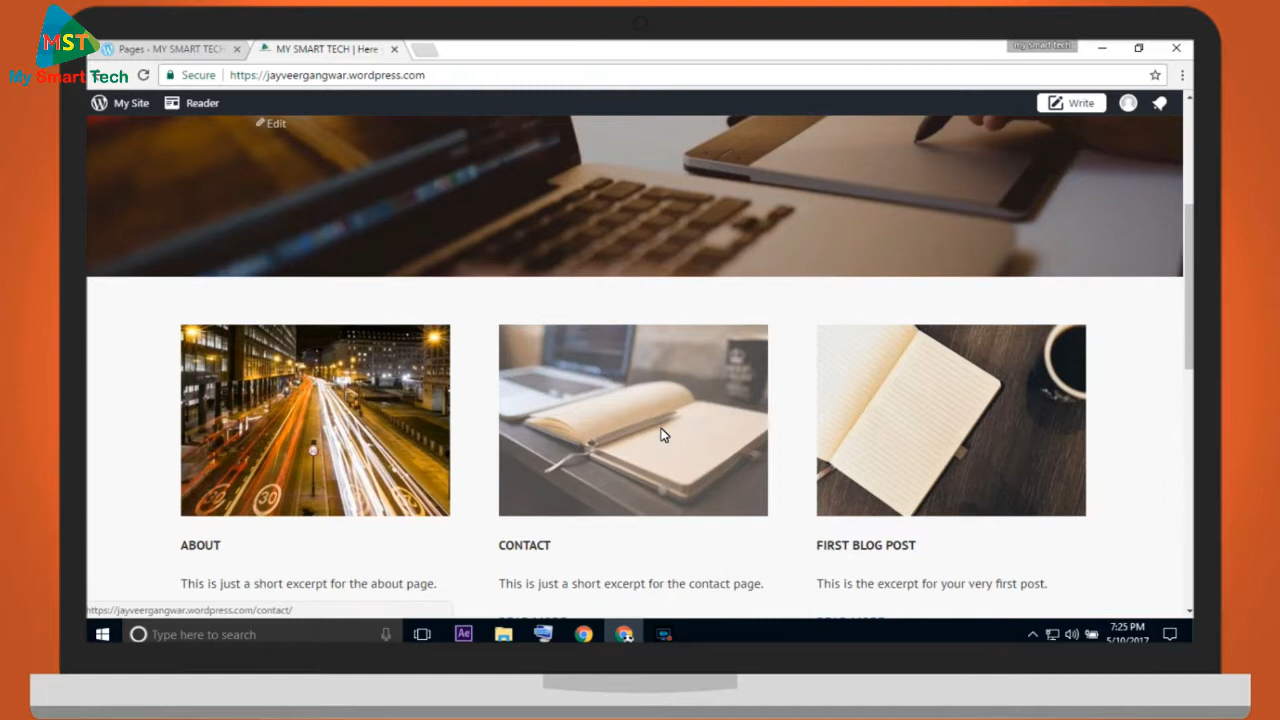 MST
My Smart Tech
Pages ‹ MY SMART TECH
MY SMART TECH | Here
my smart tech
Secure
https://jayveergangwar.wordpress.com
My Site
Reader
Write
Edit
30
ABOUT
CONTACT
FIRST BLOG POST
This is just a short excerpt for the about page.
This is just a short excerpt for the contact page.
This is the excerpt for your very first post.
https://jayveergangwar.wordpress.com/contact/
Type here to search
Ae
7:25 PM
5/10/2017